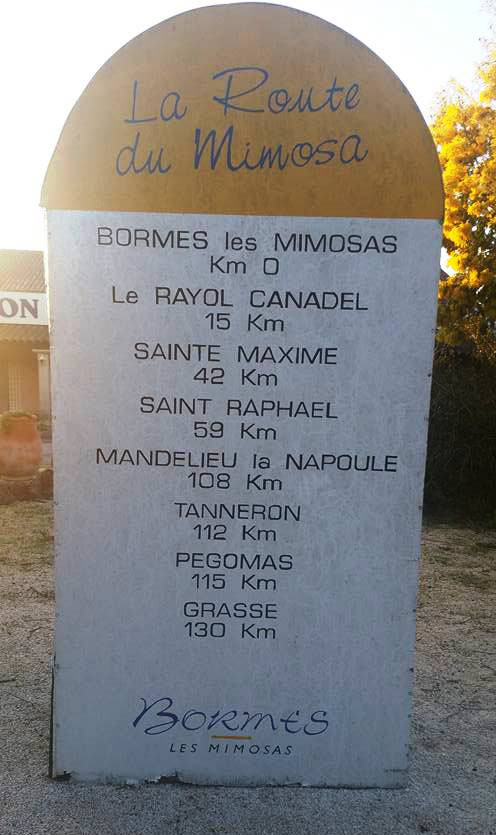 La Route
du Mimosa
BORMES les MIMOSAS
Km 0
Le RAYOL CANADEL
15 Km
SAINTE MAXIME
42 Km
SAINT RAPHAEL
59 Km
MANDELIEU la NAPOULE
108 Km
TANNERON
112 Km
PEGOMAS
115 Km
GRASSE
130 Km
BORMES
LES MIMOSAS
ON